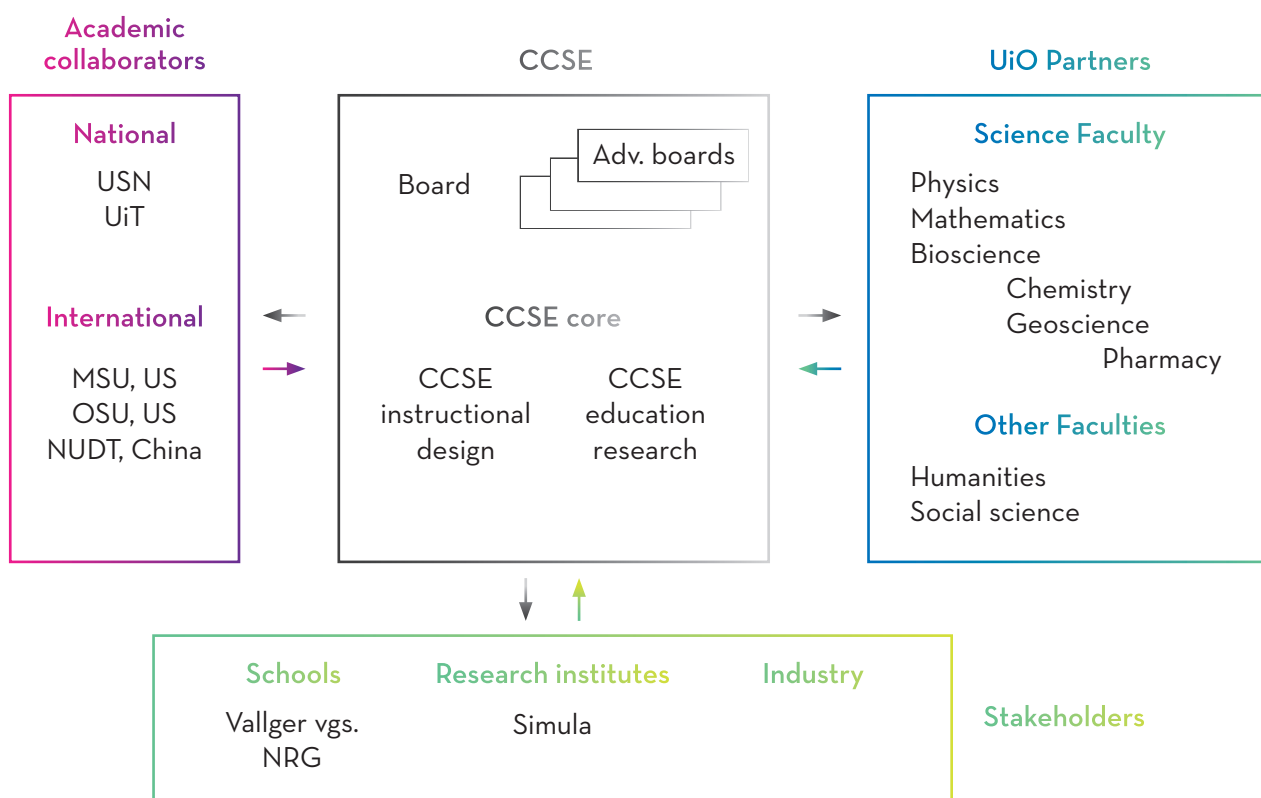 Academic
collaborators
National
USN
UiT
International
MSU, US
OSU, US
NUDT, China
CCSE
Board
Adv. boards
CCSE core
CCSE
instructional
design
CCSE
education
research
UiO Partners
Science Faculty
Physics
Mathematics
Bioscience
Chemistry
Geoscience
Pharmacy
Other Faculties
Humanities
Social science
Schools
Vallger vgs.
NRG
Research institutes
Simula
Industry
Stakeholders